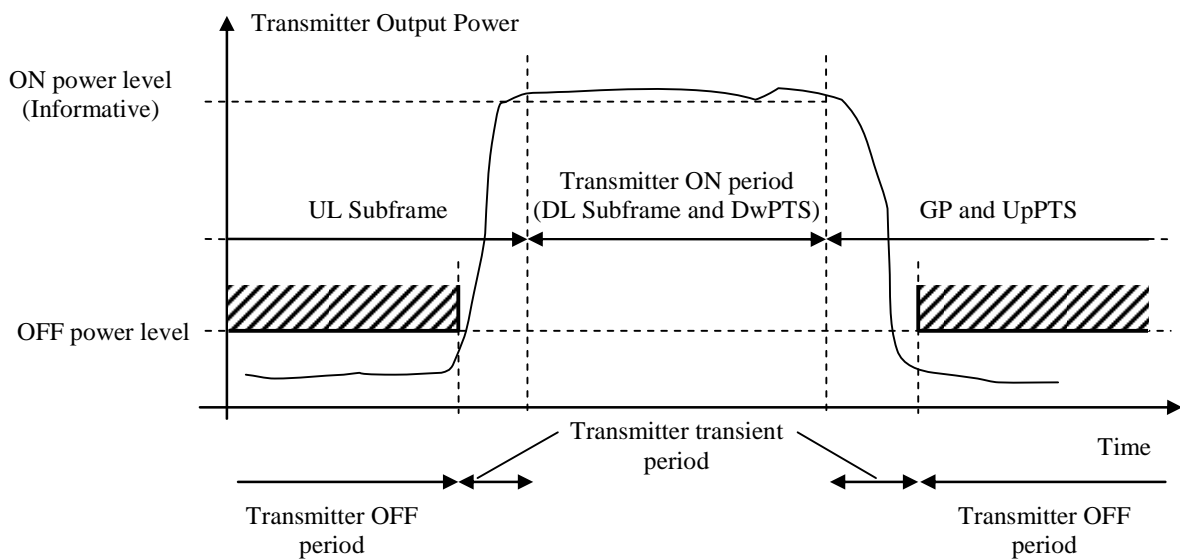 Transmitter Output Power
ON power level
(Informative)
Transmitter ON period
(DL Subframe and DwPTS)
UL Subframe
GP and UpPTS
OFF power level
Transmitter transient
period
Time
Transmitter OFF
period
Transmitter OFF
period